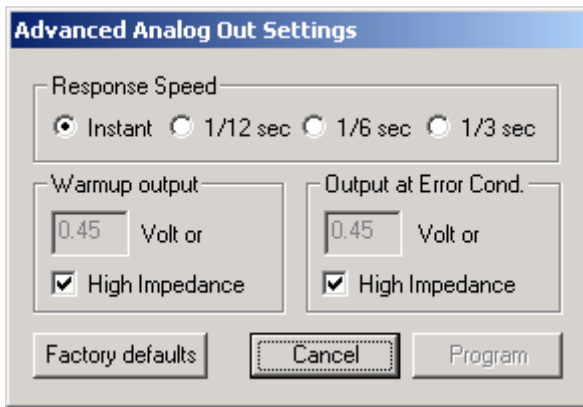 Advanced Analog Out Settings
Response Speed
Instant 1/12 sec 1/6 sec 1/3 sec
Warmup output
0.45 Volt or
High Impedance
Output at Error Cond.
0.45 Volt or
High Impedance
Factory defaults Cancel Program